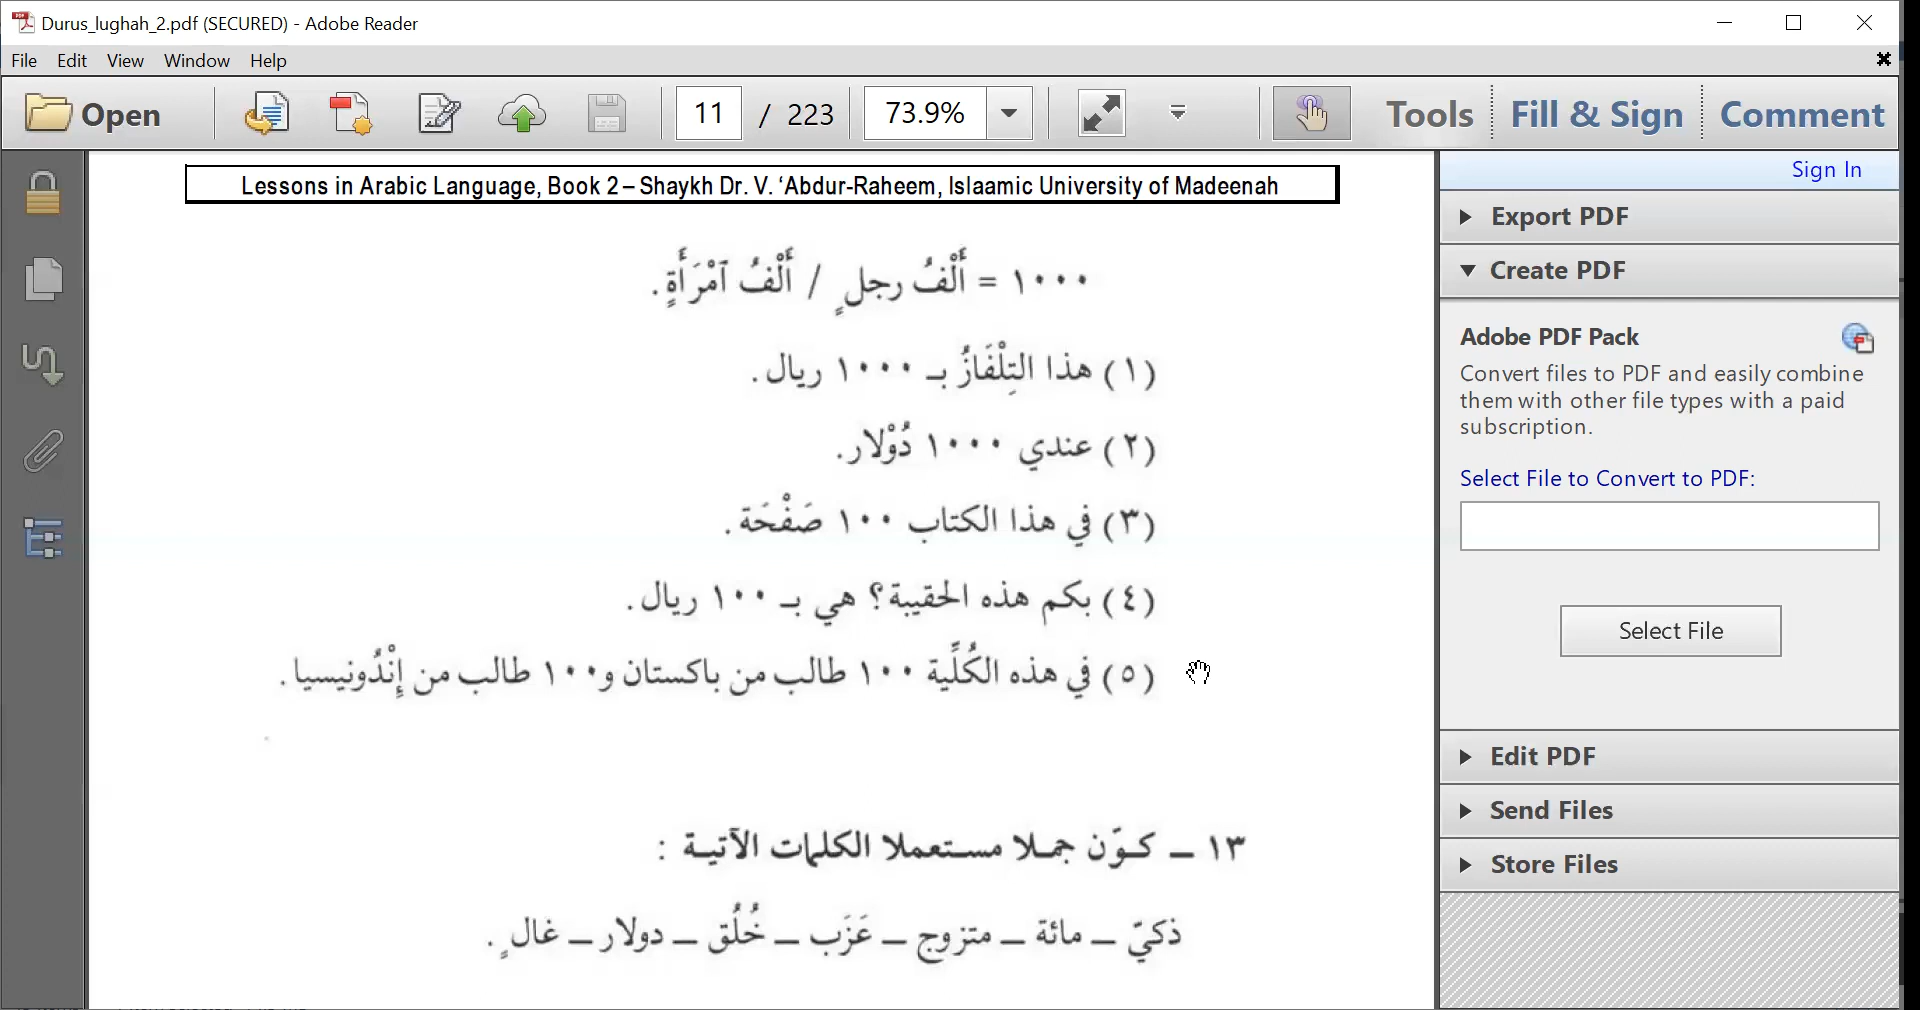 Durus_lughah_2.pdf (SECURED) - Adobe Reader
File Edit View Window Help
Open 11 / 223 73.9% Tools Fill & Sign Comment
Sign In
Lessons in Arabic Language, Book 2 – Shaykh Dr. V. ‘Abdur-Raheem, Islaamic University of Madeenah
١٠٠٠ = أَلْفُ رجلٍ / أَلْفُ ٱمْرَأَةٍ.
(١) هذا التِلْفَازُ بـ ١٠٠٠ ريال.
(٢) عندي ١٠٠٠ دُوْلار.
(٣) في هذا الكتاب ١٠٠ صَفْحَة.
(٤) بكم هذه الحقيبة؟ هي بـ ١٠٠ ريال.
(٥) في هذه الكُلِّية ١٠٠ طالب من باكستان و١٠٠ طالب من إِنْدُونيسيا.
١٣ – كوّن جملا مستعملا الكلمات الآتية :
ذكيّ – مائة – متزوج – عَزَب – خُلُق – دولار – غالٍ.
Export PDF
Create PDF
Adobe PDF Pack
Convert files to PDF and easily combine
them with other file types with a paid
subscription.
Select File to Convert to PDF:
Select File
Edit PDF
Send Files
Store Files